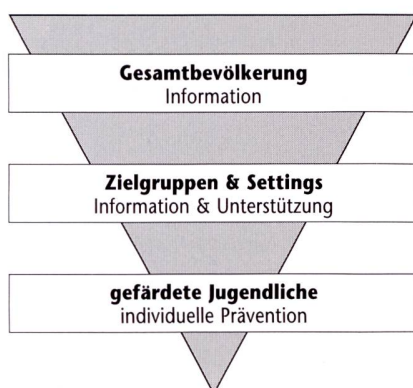 Gesamtbevölkerung
Information
Zielgruppen & Settings
Information & Unterstützung
gefärdete Jugendliche
individuelle Prävention